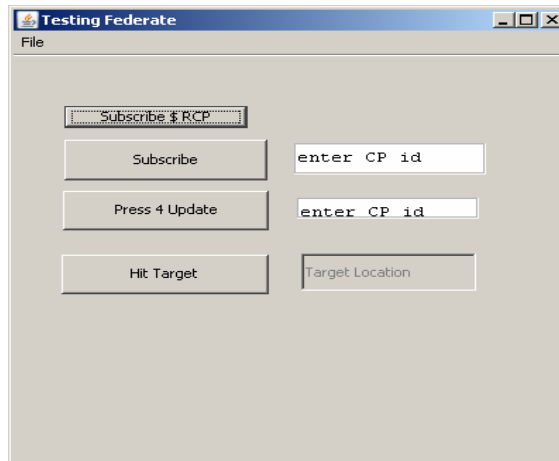 Testing Federate
File
Subscribe $ RCP
Subscribe
enter CP id
Press 4 Update
enter CP id
Hit Target
Target Location